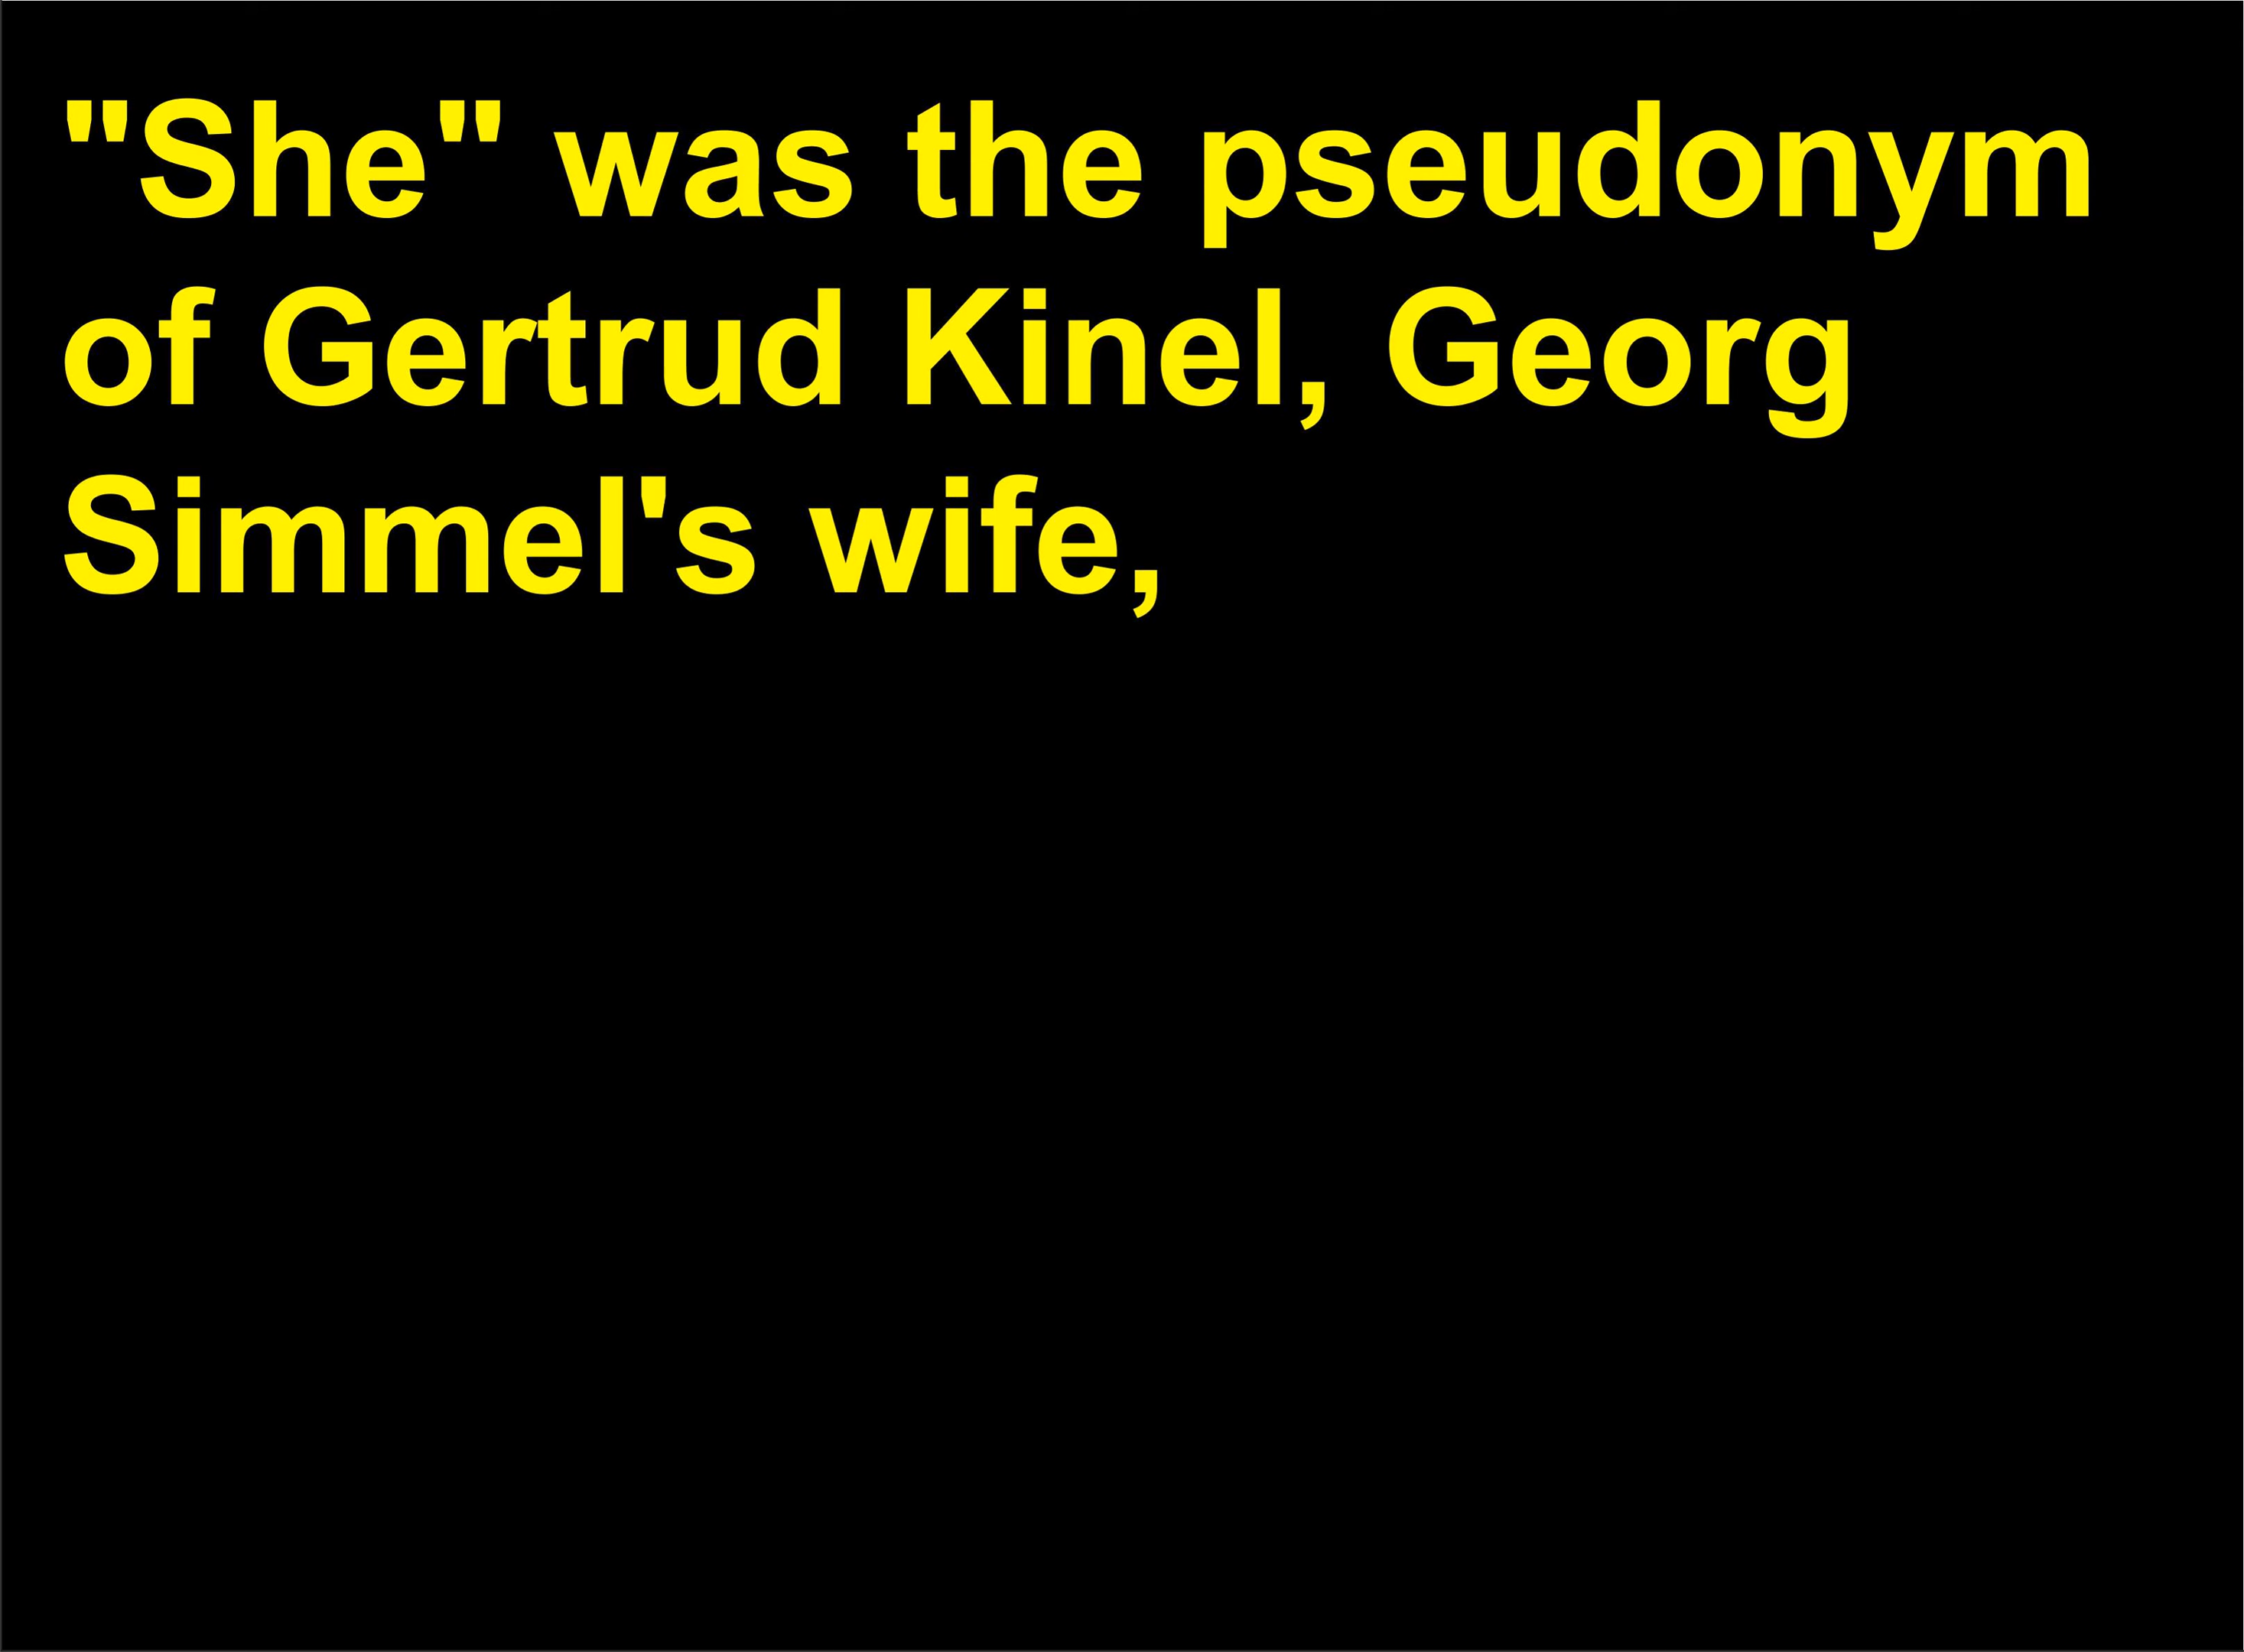 "She" was the pseudonym
of Gertrud Kinel, Georg
Simmel's wife,